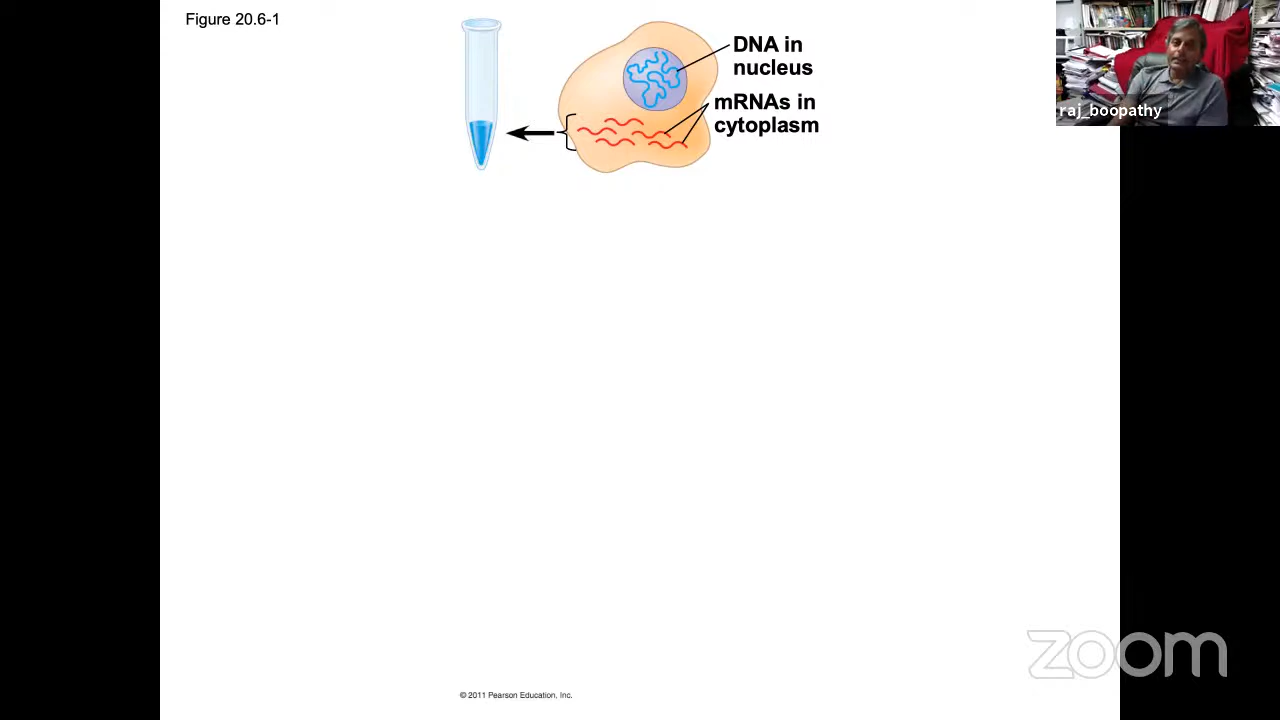 Figure 20.6-1
DNA in
nucleus
mRNAs in
cytoplasm
raj_boopathy
zoom
© 2011 Pearson Education, Inc.